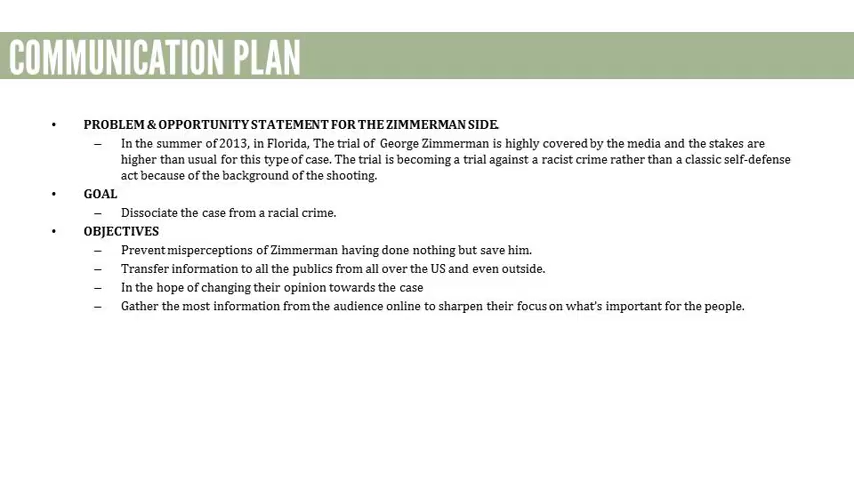 COMMUNICATION PLAN
• PROBLEM & OPPORTUNITY STATEMENT FOR THE ZIMMERMAN SIDE.
– In the summer of 2013, in Florida, The trial of George Zimmerman is highly covered by the media and the stakes are
higher than usual for this type of case. The trial is becoming a trial against a racist crime rather than a classic self-defense
act because of the background of the shooting.
• GOAL
– Dissociate the case from a racial crime.
• OBJECTIVES
– Prevent misperceptions of Zimmerman having done nothing but save him.
– Transfer information to all the publics from all over the US and even outside.
– In the hope of changing their opinion towards the case
– Gather the most information from the audience online to sharpen their focus on what's important for the people.